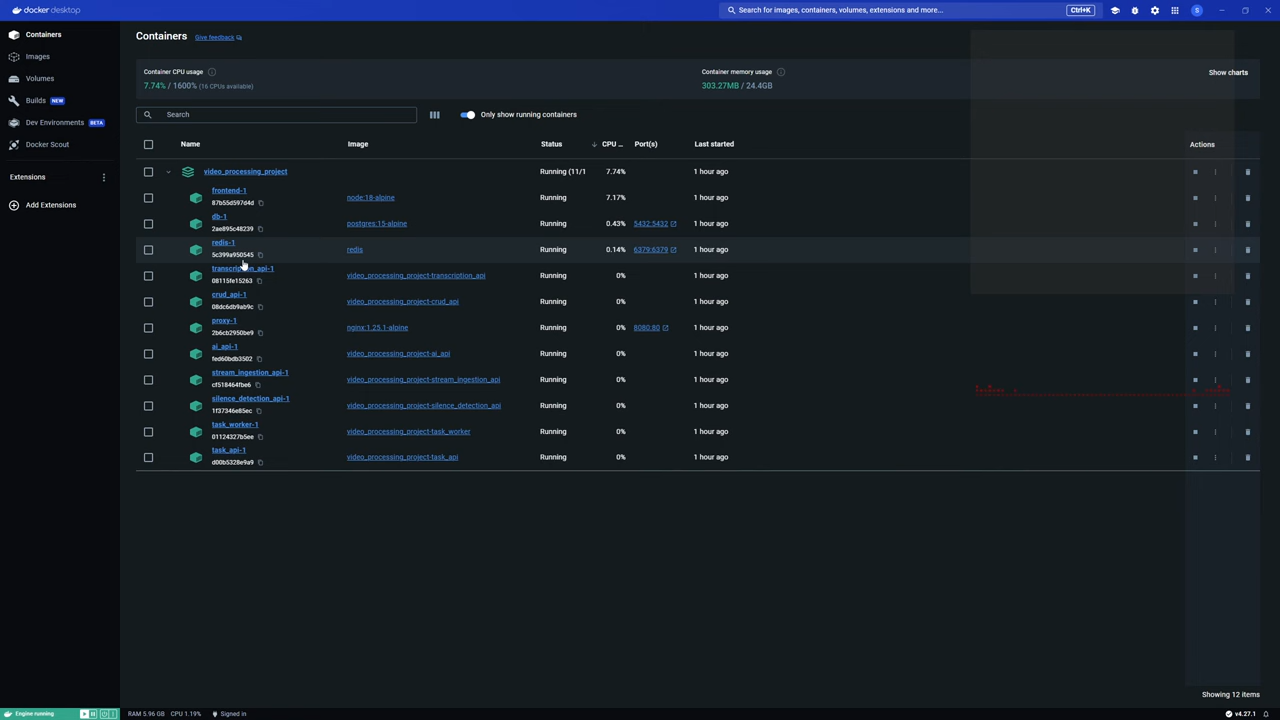 docker desktop
Search for images, containers, volumes, extensions and more...
Ctrl+K
S
Containers
Images
Volumes
Builds NEW
Dev Environments BETA
Docker Scout
Extensions
Add Extensions
Containers Give feedback
Container CPU usage
7.74% / 1600% (16 CPUs available)
Container memory usage
303.27MB / 24.4GB
Show charts
Search
Only show running containers
Name Image Status CPU ... Port(s) Last started Actions
video_processing_project Running (11/1 7.74% 1 hour ago
frontend-1
87b55d597d4d node:18-alpine Running 7.17% 1 hour ago
db-1
2ae895c48239 postgres:15-alpine Running 0.43% 5432:5432 1 hour ago
redis-1
5c399a950545 redis Running 0.14% 6379:6379 1 hour ago
transcription_api-1
08115fe15263 video_processing_project-transcription_api Running 0% 1 hour ago
crud_api-1
08dc6db9ab9c video_processing_project-crud_api Running 0% 1 hour ago
proxy-1
2b6cb2950be9 nginx:1.25.1-alpine Running 0% 8080:80 1 hour ago
ai_api-1
fed60bdb3502 video_processing_project-ai_api Running 0% 1 hour ago
stream_ingestion_api-1
cf518464fbe6 video_processing_project-stream_ingestion_api Running 0% 1 hour ago
silence_detection_api-1
1f37346e85ec video_processing_project-silence_detection_api Running 0% 1 hour ago
task_worker-1
01124327b5ee video_processing_project-task_worker Running 0% 1 hour ago
task_api-1
d00b5328e9a9 video_processing_project-task_api Running 0% 1 hour ago
Showing 12 items
Engine running
RAM 5.96 GB CPU 1.19% Signed in
v4.27.1